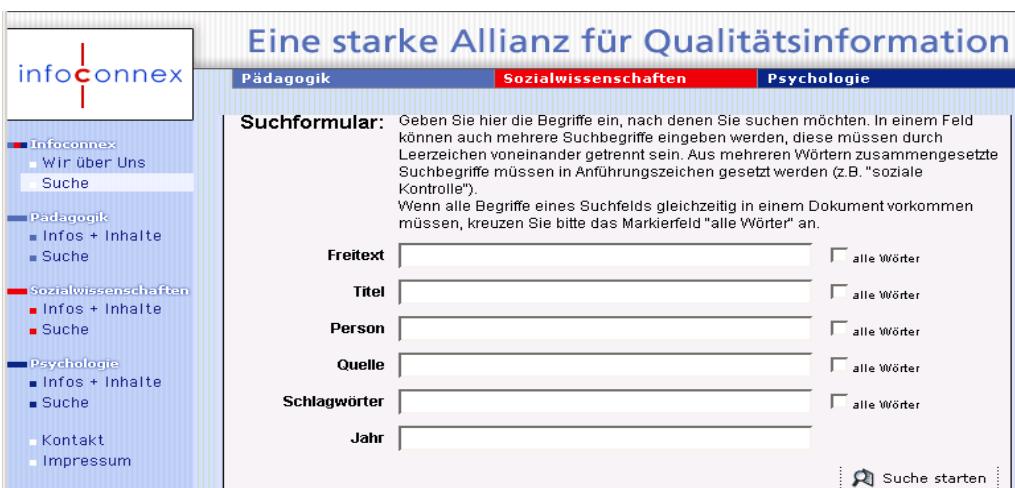 Eine starke Allianz für Qualitätsinformation
infoconnex
Pädagogik Sozialwissenschaften Psychologie
Infoconnex
Wir über Uns
Suche
Pädagogik
Infos + Inhalte
Suche
Sozialwissenschaften
Infos + Inhalte
Suche
Psychologie
Infos + Inhalte
Suche
Kontakt
Impressum
Suchformular: Geben Sie hier die Begriffe ein, nach denen Sie suchen möchten. In einem Feld
können auch mehrere Suchbegriffe eingeben werden, diese müssen durch
Leerzeichen voneinander getrennt sein. Aus mehreren Wörtern zusammengesetzte
Suchbegriffe müssen in Anführungszeichen gesetzt werden (z.B. "soziale
Kontrolle").
Wenn alle Begriffe eines Suchfelds gleichzeitig in einem Dokument vorkommen
müssen, kreuzen Sie bitte das Markierfeld "alle Wörter" an.
Freitext alle Wörter
Titel alle Wörter
Person alle Wörter
Quelle alle Wörter
Schlagwörter alle Wörter
Jahr
Suche starten